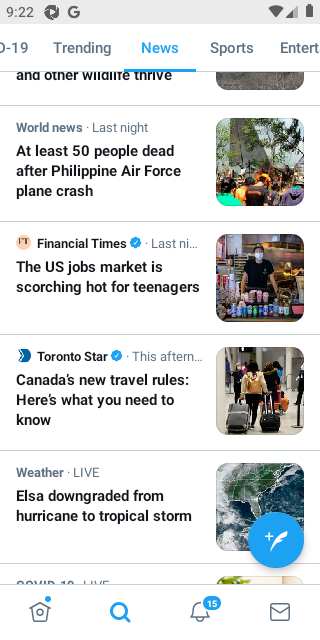 9:22
G
D-19 Trending News Sports Entert
and other wildlife thrive
World news · Last night
At least 50 people dead
after Philippine Air Force
plane crash
FT Financial Times · Last ni...
The US jobs market is
scorching hot for teenagers
Toronto Star · This aftern...
Canada's new travel rules:
Here's what you need to
know
Weather · LIVE
Elsa downgraded from
hurricane to tropical storm
COVID-19 · LIVE
15